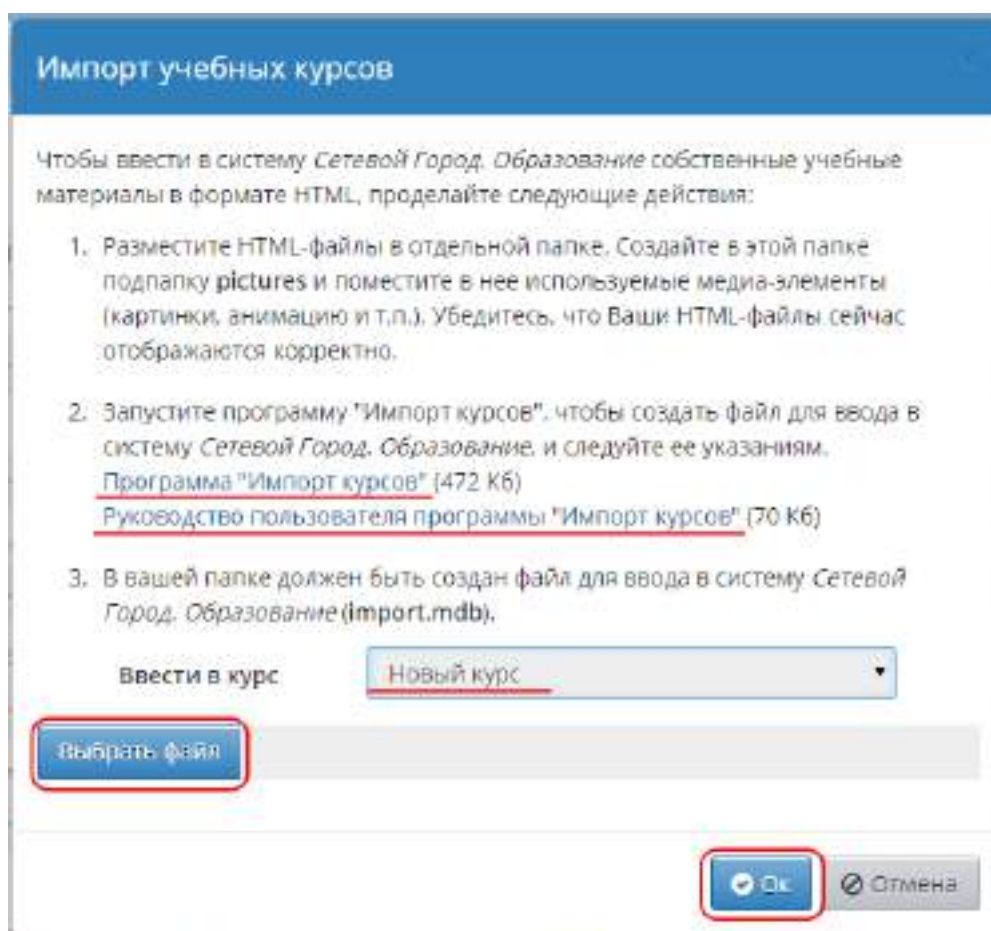 Импорт учебных курсов
Чтобы ввести в систему Сетевой Город. Образование собственные учебные
материалы в формате HTML, проделайте следующие действия:
1. Разместите HTML-файлы в отдельной папке. Создайте в этой папке
подпапку pictures и поместите в нее используемые медиа-элементы
(картинки, анимацию и т.п.). Убедитесь, что Ваши HTML-файлы сейчас
отображаются корректно.
2. Запустите программу "Импорт курсов", чтобы создать файл для ввода в
систему Сетевой Город. Образование, и следуйте ее указаниям.
Программа "Импорт курсов" (472 Кб)
Руководство пользователя программы "Импорт курсов" (70 Кб)
3. В вашей папке должен быть создан файл для ввода в систему Сетевой
Город. Образование (import.mdb).
Ввести в курс Новый курс
Выбрать файл
Ок Отмена